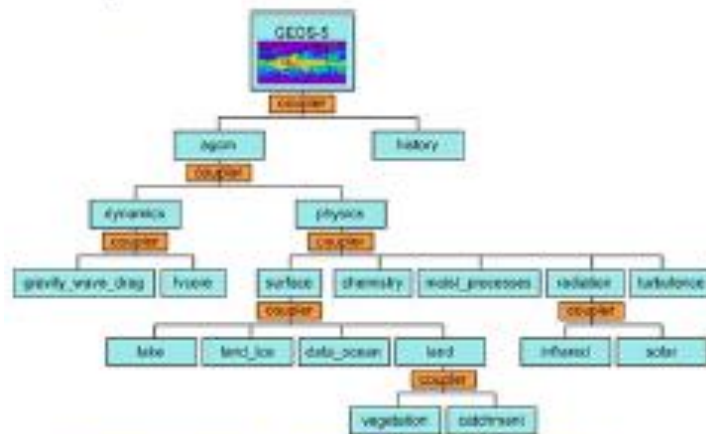 GEOS-5
coupler
agcm history
coupler
dynamics physics
coupler coupler
gravity_wave_drag fvcore surface chemistry moist_processes radiation turbulence
coupler coupler
lake land_ice data_ocean land infrared solar
coupler
vegetation catchment